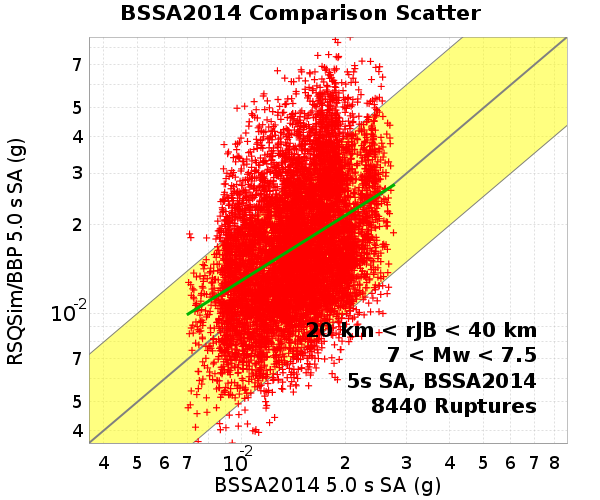 BSSA2014 Comparison Scatter
RSQSim/BBP 5.0 s SA (g)
7
5
4
3
2
10-2
7
5
4
20 km < rJB < 40 km
7 < Mw < 7.5
5s SA, BSSA2014
8440 Ruptures
4 5 6 7 10-2 2 3 4 5 6 7 8
BSSA2014 5.0 s SA (g)